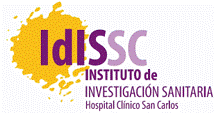 IdISSC
INSTITUTO de
INVESTIGACIÓN SANITARIA
Hospital Clínico San Carlos